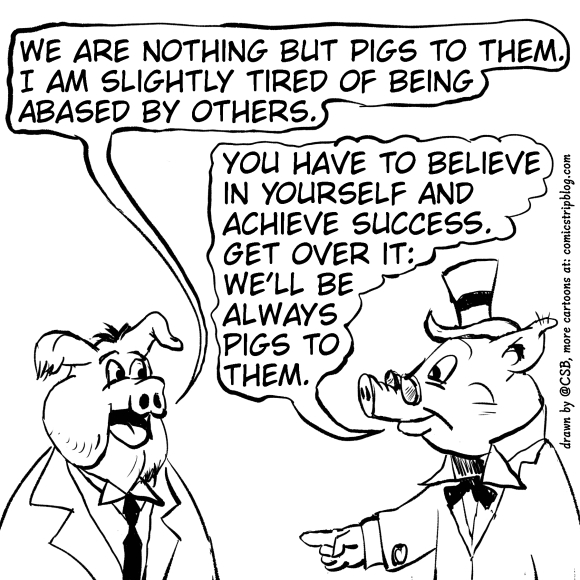 WE ARE NOTHING BUT PIGS TO THEM.
I AM SLIGHTLY TIRED OF BEING
ABASED BY OTHERS.
YOU HAVE TO BELIEVE
IN YOURSELF AND
ACHIEVE SUCCESS.
GET OVER IT:
WE'LL BE
ALWAYS
PIGS TO
THEM.
drawn by @CSB, more cartoons at: comicstripblog.com